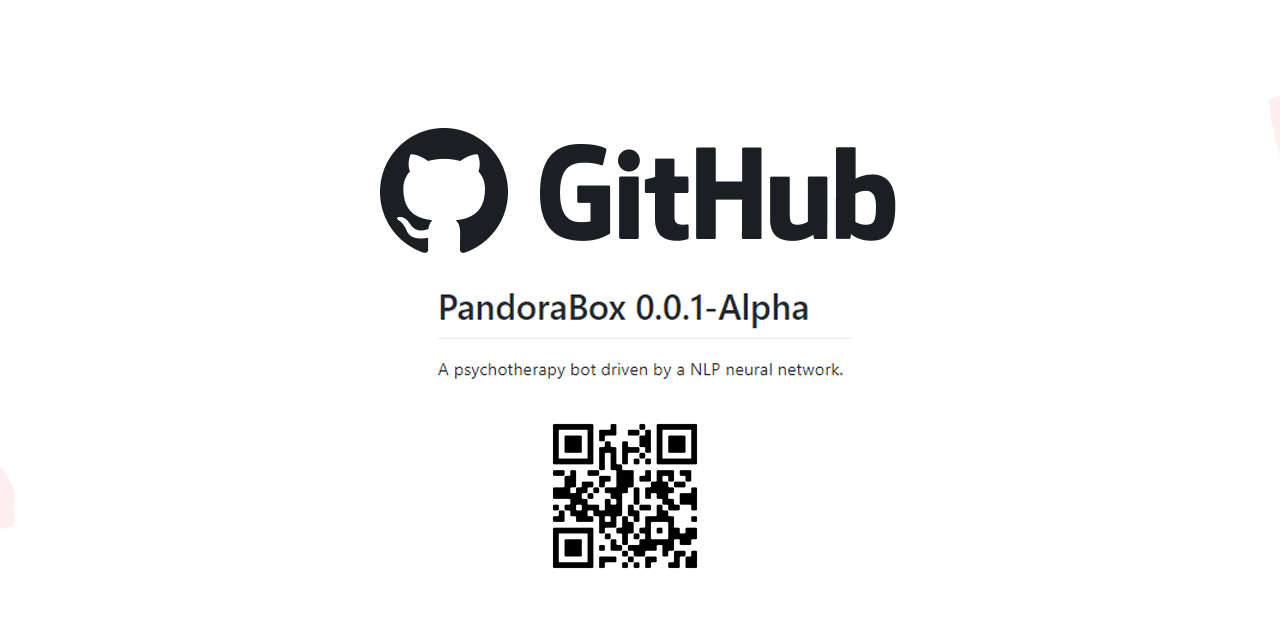 GitHub
PandoraBox 0.0.1-Alpha
A psychotherapy bot driven by a NLP neural network.